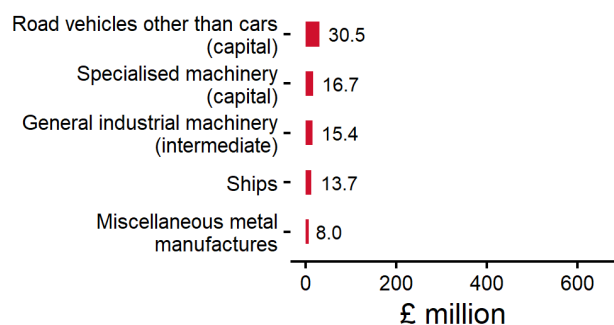 Road vehicles other than cars
(capital)
30.5
Specialised machinery
(capital)
16.7
General industrial machinery
(intermediate)
15.4
Ships
13.7
Miscellaneous metal
manufactures
8.0
0 200 400 600
£ million